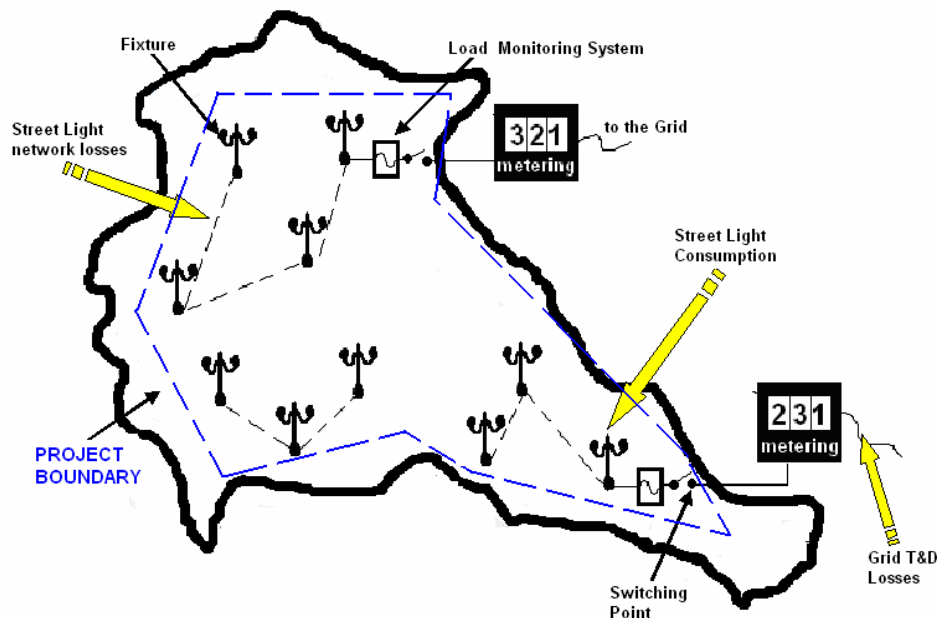 Fixture
Load Monitoring System
Street Light
network losses
321
metering
to the Grid
Street Light
Consumption
231
metering
PROJECT
BOUNDARY
Grid T&D
Losses
Switching
Point